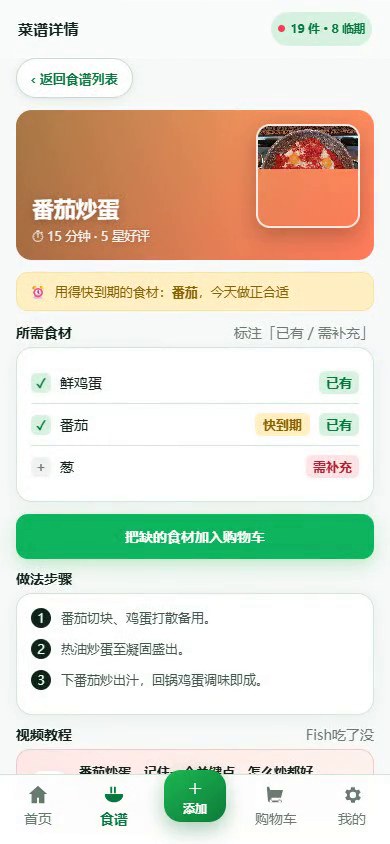 菜谱详情
19 件 · 8 临期
‹ 返回食谱列表
番茄炒蛋
15 分钟 · 5 星好评
用得快到期的食材：番茄，今天做正合适
所需食材
标注「已有 / 需补充」
鲜鸡蛋
已有
番茄
快到期
已有
葱
需补充
把缺的食材加入购物车
做法步骤
1 番茄切块、鸡蛋打散备用。
2 热油炒蛋至凝固盛出。
3 下番茄炒出汁，回锅鸡蛋调味即成。
视频教程
Fish吃了没
番茄炒蛋，记住一个关键点，怎么炒都好
首页
食谱
添加
购物车
我的